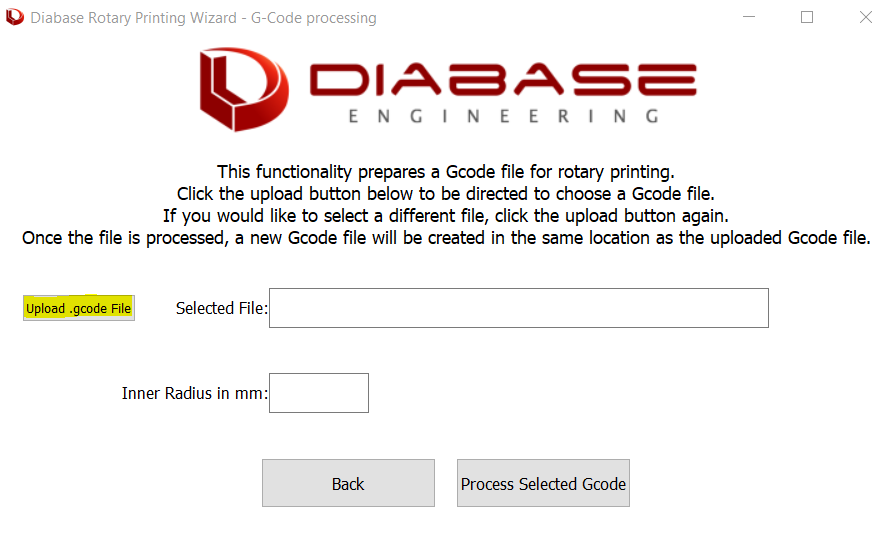 Diabase Rotary Printing Wizard - G-Code processing
DIABASE
ENGINEERING
This functionality prepares a Gcode file for rotary printing.
Click the upload button below to be directed to choose a Gcode file.
If you would like to select a different file, click the upload button again.
Once the file is processed, a new Gcode file will be created in the same location as the uploaded Gcode file.
Upload .gcode File Selected File:
Inner Radius in mm:
Back Process Selected Gcode